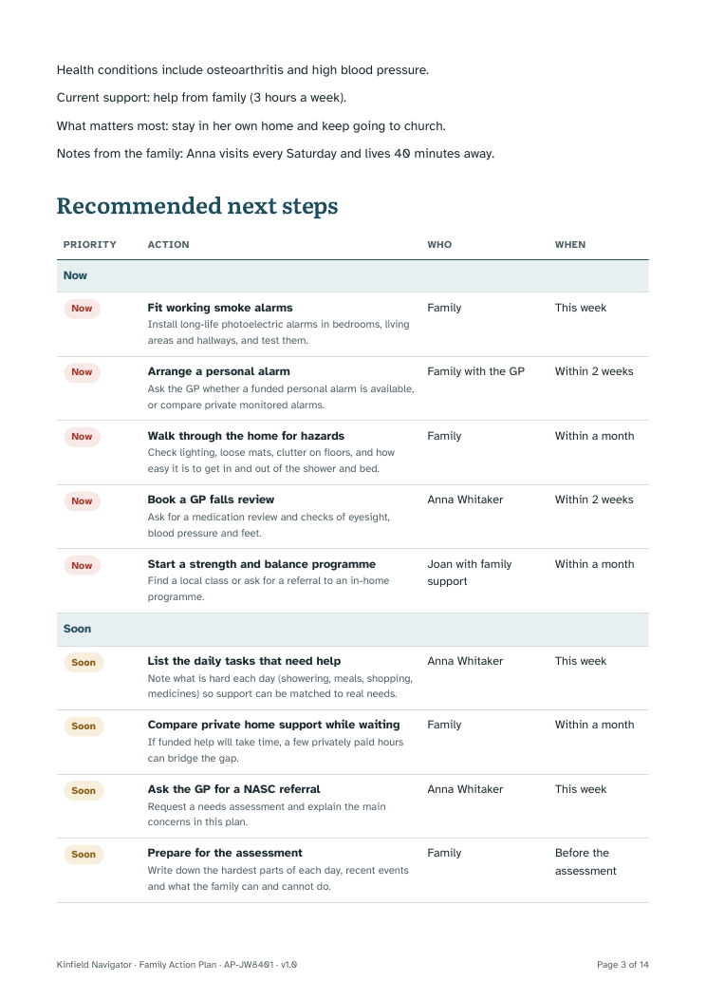 Health conditions include osteoarthritis and high blood pressure.
Current support: help from family (3 hours a week).
What matters most: stay in her own home and keep going to church.
Notes from the family: Anna visits every Saturday and lives 40 minutes away.
Recommended next steps
PRIORITY ACTION WHO WHEN
Now
Now Fit working smoke alarms Family This week
Install long-life photoelectric alarms in bedrooms, living
areas and hallways, and test them.
Now Arrange a personal alarm Family with the GP Within 2 weeks
Ask the GP whether a funded personal alarm is available,
or compare private monitored alarms.
Now Walk through the home for hazards Family Within a month
Check lighting, loose mats, clutter on floors, and how
easy it is to get in and out of the shower and bed.
Now Book a GP falls review Anna Whitaker Within 2 weeks
Ask for a medication review and checks of eyesight,
blood pressure and feet.
Now Start a strength and balance programme Joan with family Within a month
Find a local class or ask for a referral to an in-home support
programme.
Soon
Soon List the daily tasks that need help Anna Whitaker This week
Note what is hard each day (showering, meals, shopping,
medicines) so support can be matched to real needs.
Soon Compare private home support while waiting Family Within a month
If funded help will take time, a few privately paid hours
can bridge the gap.
Soon Ask the GP for a NASC referral Anna Whitaker This week
Request a needs assessment and explain the main
concerns in this plan.
Soon Prepare for the assessment Family Before the
Write down the hardest parts of each day, recent events assessment
and what the family can and cannot do.
Kinfield Navigator · Family Action Plan · AP-JW8401 · v1.0 Page 3 of 14